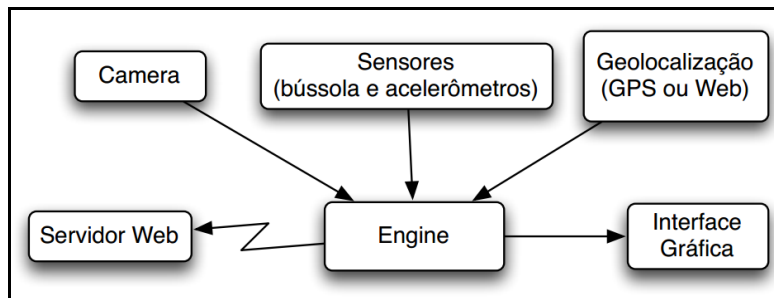 Camera
Sensores
(bússola e acelerômetros)
Geolocalização
(GPS ou Web)
Servidor Web
Engine
Interface
Gráfica